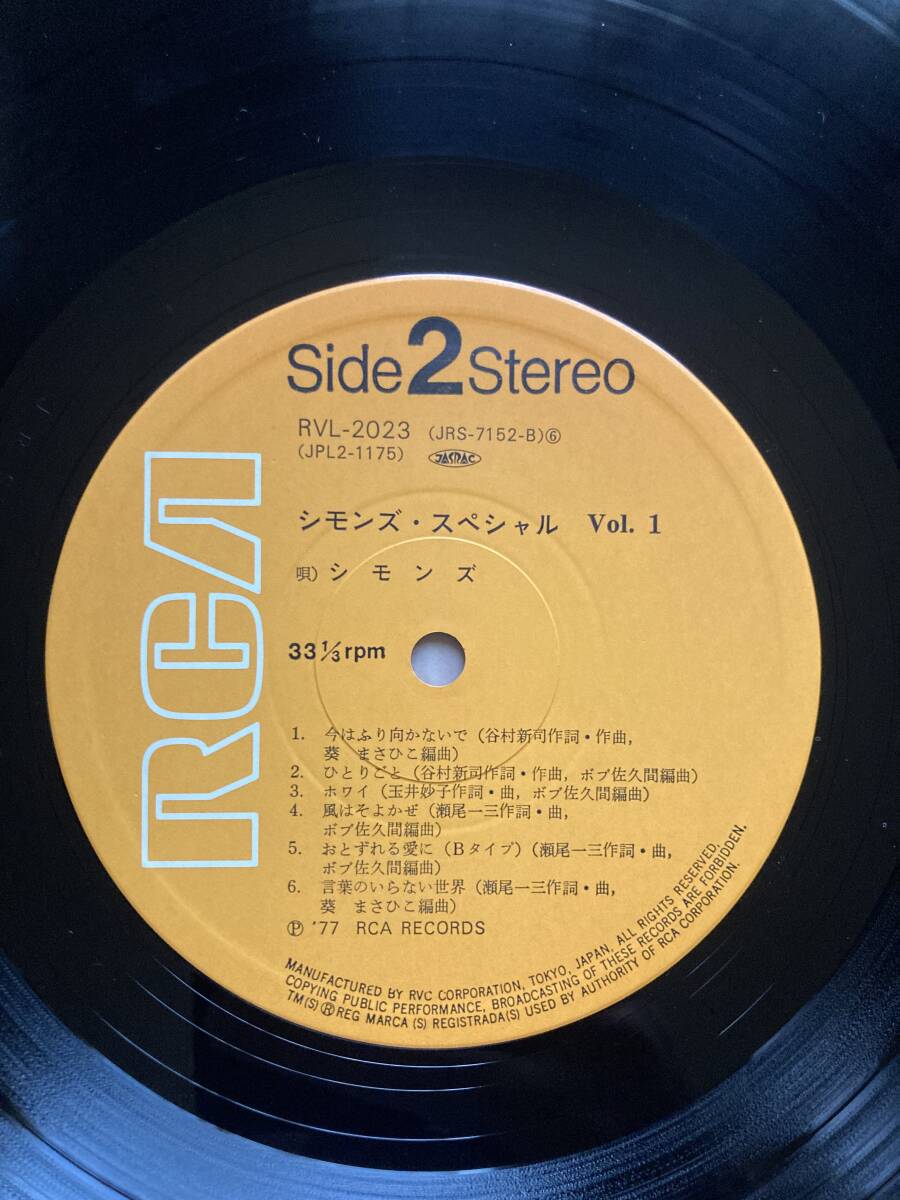 Side 2 Stereo
RVL-2023 (JRS-7152-B)⑥
(JPL2-1175) JASRAC
シモンズ・スペシャル Vol. 1
唄) シモンズ
RCA
33 1/3 rpm
1. 今はふり向かないで (谷村新司作詞・作曲,
葵 まさひこ編曲)
2. ひとりごと (谷村新司作詞・作曲, ボブ佐久間編曲)
3. ホワイ (玉井妙子作詞・曲, ボブ佐久間編曲)
4. 風はそよかぜ (瀬尾一三作詞・曲,
ボブ佐久間編曲)
5. おとずれる愛に (Bタイプ) (瀬尾一三作詞・曲,
ボブ佐久間編曲)
6. 言葉のいらない世界 (瀬尾一三作詞・曲,
葵 まさひこ編曲)
Ⓟ '77 RCA RECORDS
MANUFACTURED BY RVC CORPORATION, TOKYO, JAPAN, ALL RIGHTS RESERVED.
COPYING PUBLIC PERFORMANCE, BROADCASTING OF THESE RECORDS ARE FORBIDDEN.
TM(S) ® REG MARCA (S) REGISTRADA(S) USED BY AUTHORITY OF RCA CORPORATION.